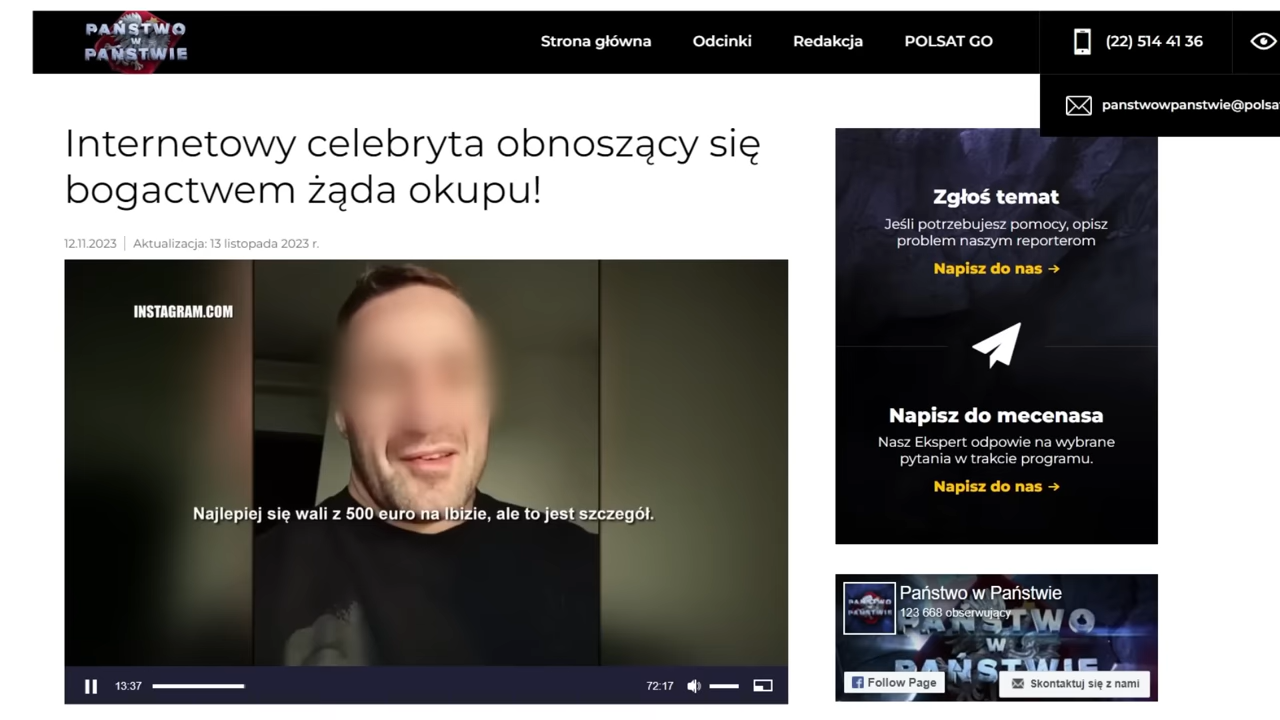 PAŃSTWO
W
PAŃSTWIE
Strona główna
Odcinki
Redakcja
POLSAT GO
(22) 514 41 36
panstwowpanstwie@polsa
Internetowy celebryta obnoszący się
bogactwem żąda okupu!
12.11.2023 | Aktualizacja: 13 listopada 2023 r.
INSTAGRAM.COM
Najlepiej się wali z 500 euro na Ibizie, ale to jest szczegół.
13:37
72:17
Zgłoś temat
Jeśli potrzebujesz pomocy, opisz
problem naszym reporterom
Napisz do nas →
Napisz do mecenasa
Nasz Ekspert odpowie na wybrane
pytania w trakcie programu.
Napisz do nas →
PAŃSTWO
PAŃSTWIE
Państwo w Państwie
123 668 obserwujący
PAŃSTWO
W
PAŃSTWIE
Follow Page
Skontaktuj się z nami